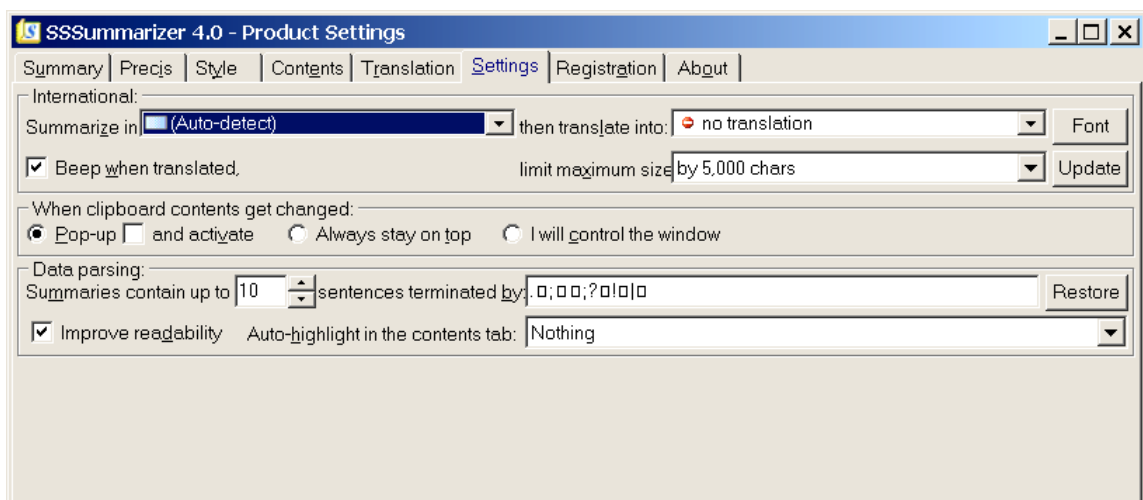 SSSummarizer 4.0 - Product Settings
Summary Precis Style Contents Translation Settings Registration About
International:
Summarize in (Auto-detect) then translate into: no translation Font
Beep when translated, limit maximum size by 5,000 chars Update
When clipboard contents get changed:
Pop-up and activate Always stay on top I will control the window
Data parsing:
Summaries contain up to 10 sentences terminated by: .▯;▯▯;?▯!▯|▯ Restore
Improve readability Auto-highlight in the contents tab: Nothing